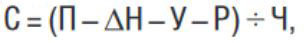 С = (П – ΔН – У – Р) ÷ Ч,